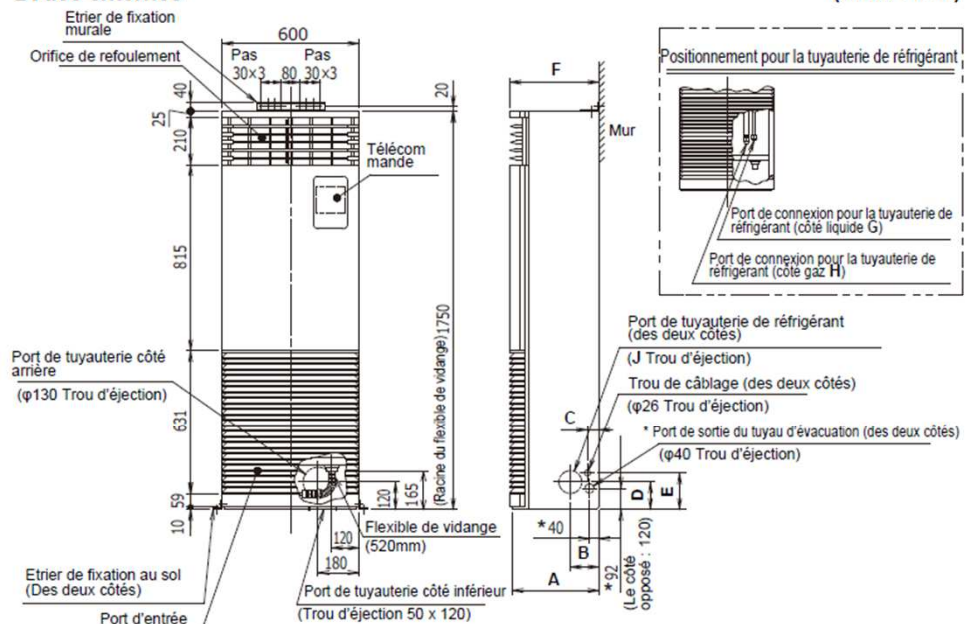 Etrier de fixation
murale
Orifice de refoulement
600
Pas
Pas
30×3
80
30×3
40
25
210
815
631
59
10
20
Télécom
mande
(Racine du flexible de vidange) 1750
Port de tuyauterie côté
arrière
(φ130 Trou d'éjection)
120
165
120
180
Flexible de vidange
(520mm)
Etrier de fixation au sol
(Des deux côtés)
Port d'entrée
Port de tuyauterie côté inférieur
(Trou d'éjection 50 x 120)
F
Mur
Positionnement pour la tuyauterie de réfrigérant
Port de connexion pour la tuyauterie de
réfrigérant (côté liquide G)
Port de connexion pour la tuyauterie de
réfrigérant (côté gaz H)
Port de tuyauterie de réfrigérant
(des deux côtés)
(J Trou d'éjection)
Trou de câblage (des deux côtés)
(φ26 Trou d'éjection)
* Port de sortie du tuyau d'évacuation (des deux côtés)
(φ40 Trou d'éjection)
C
D
E
*40
B
A
*92
(Le côté
opposé : 120)